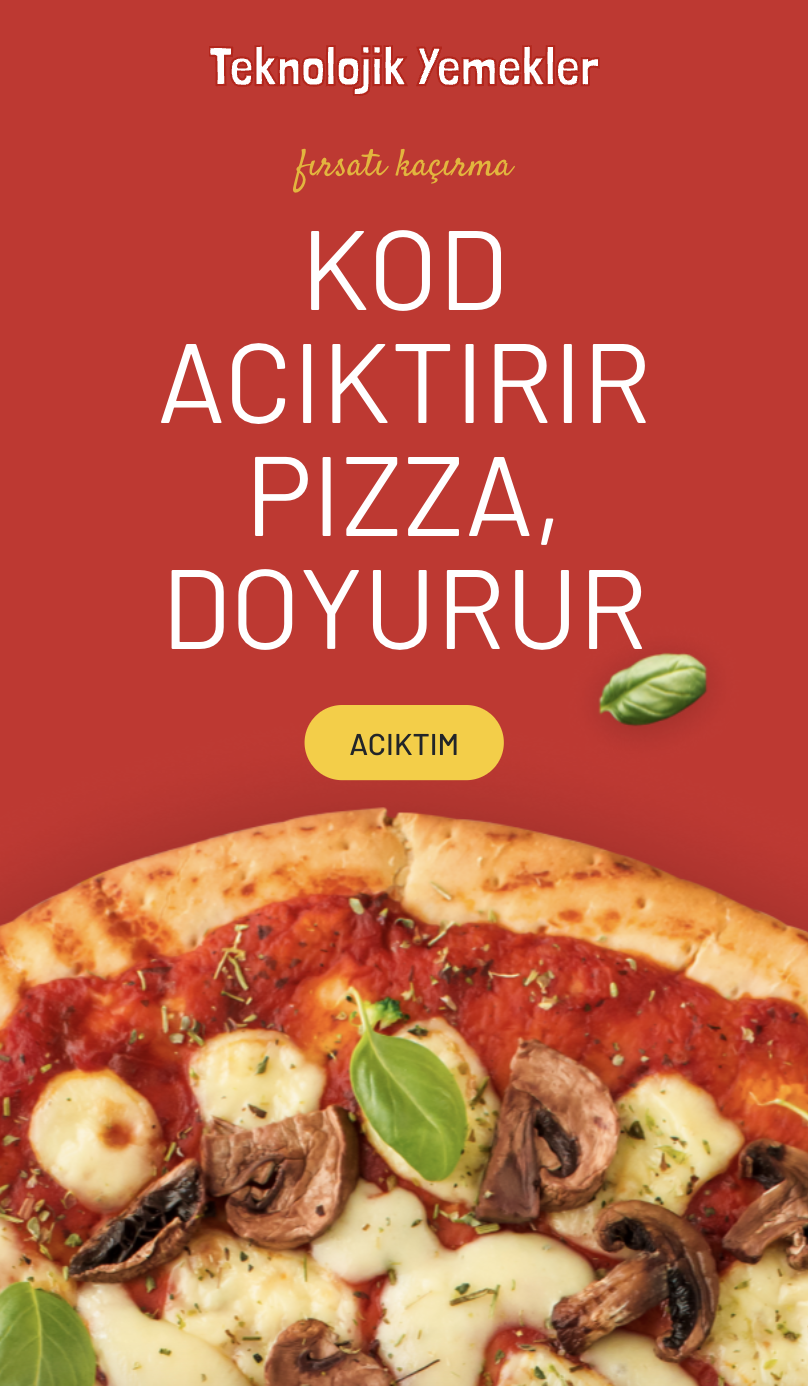 Teknolojik Yemekler
fırsatı kaçırma
KOD
ACIKTIRIR
PIZZA,
DOYURUR
ACIKTIM